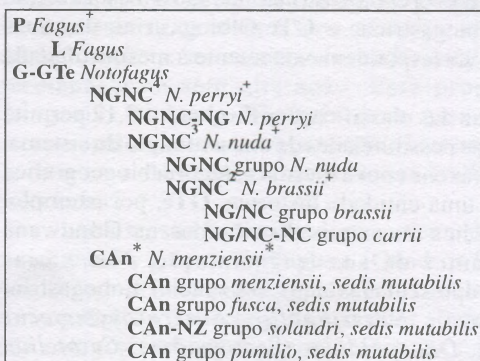 P Fagus+
L Fagus
G-GTe Notofagus
NGNC4 N. perryi+
NGNC-NG N. perryi
NGNC3 N. nuda+
NGNC grupo N. nuda
NGNC2 N. brassii+
NG/NC grupo brassii
NG/NC-NC grupo carrii
CAn* N. menziensii*
CAn grupo menziensii, sedis mutabilis
CAn grupo fusca, sedis mutabilis
CAn-NZ grupo solandri, sedis mutabilis
CAn grupo pumilio, sedis mutabilis